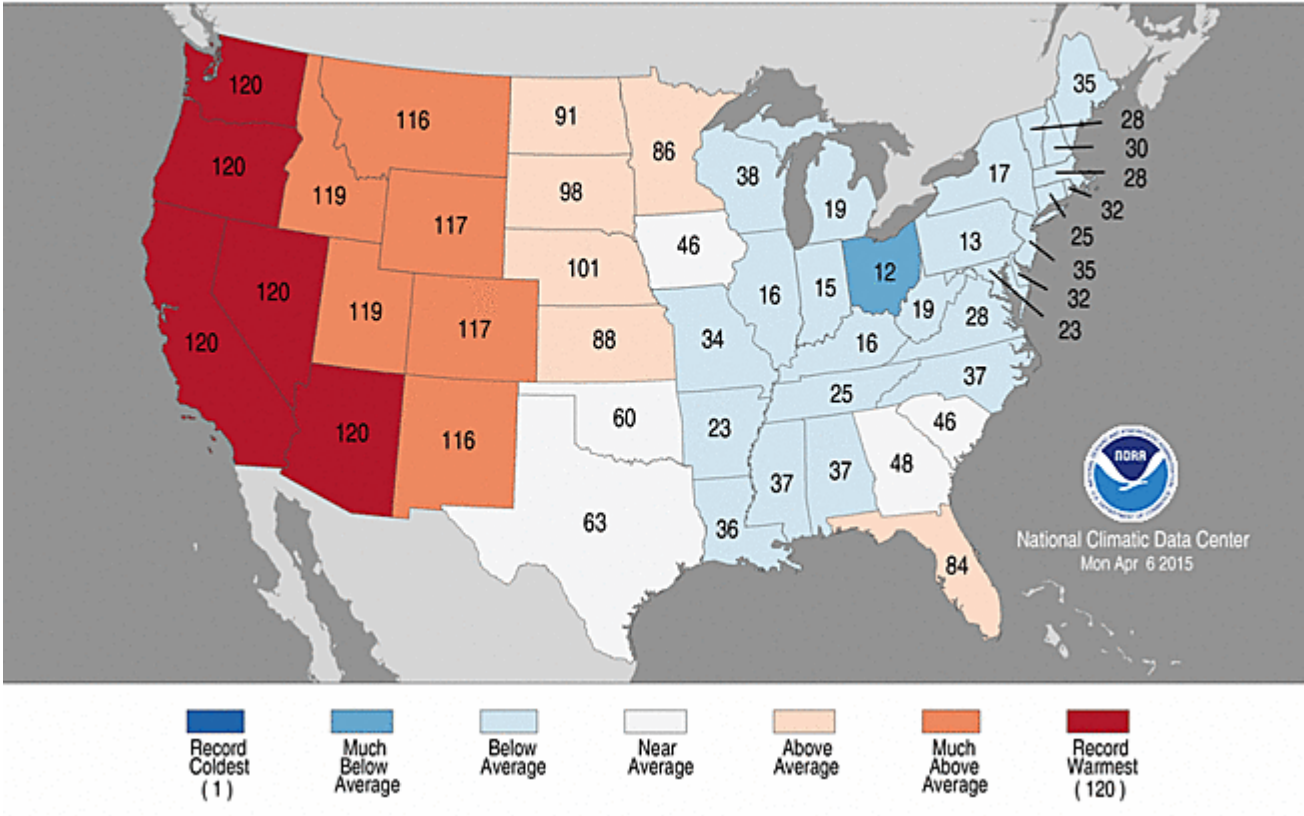 120
116
91
86
35
28
30
28
32
25
35
32
23
120
119
117
98
38
19
17
13
46
101
12
120
120
119
117
88
34
16
15
19
28
16
37
25
120
116
60
23
37
37
48
46
63
36
84
NOAA
National Climatic Data Center
Mon Apr 6 2015
Record
Coldest
( 1 )
Much
Below
Average
Below
Average
Near
Average
Above
Average
Much
Above
Average
Record
Warmest
( 120 )